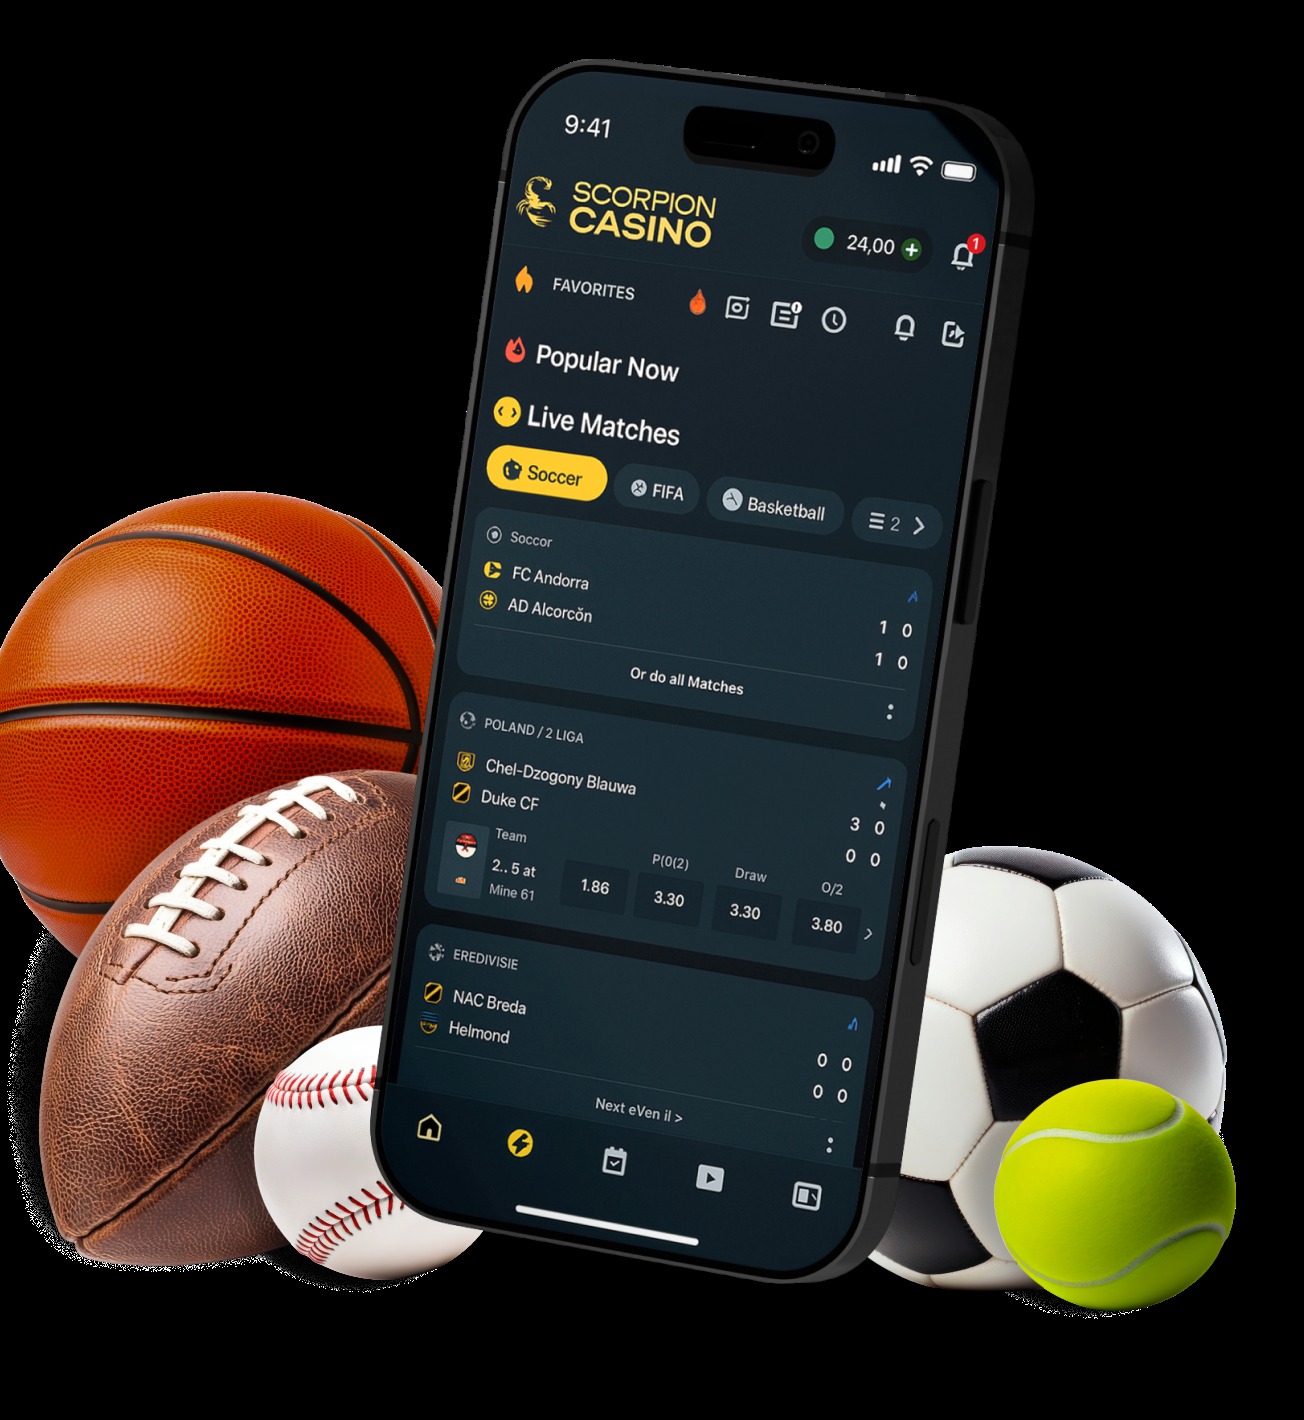 9:41
SCORPION
CASINO
24,00
1
FAVORITES
Popular Now
Live Matches
Soccer
FIFA
Basketball
2
Soccor
FC Andorra
AD Alcorcŏn
1 0
1 0
Or do all Matches
POLAND / 2 LIGA
Chel-Dzogony Blauwa
Duke CF
3 0
0 0
Team
P(0(2)
Draw
O/2
2.. 5 at
Mine 61
1.86
3.30
3.30
3.80
EREDIVISIE
NAC Breda
Helmond
0 0
0 0
Next eVen il >